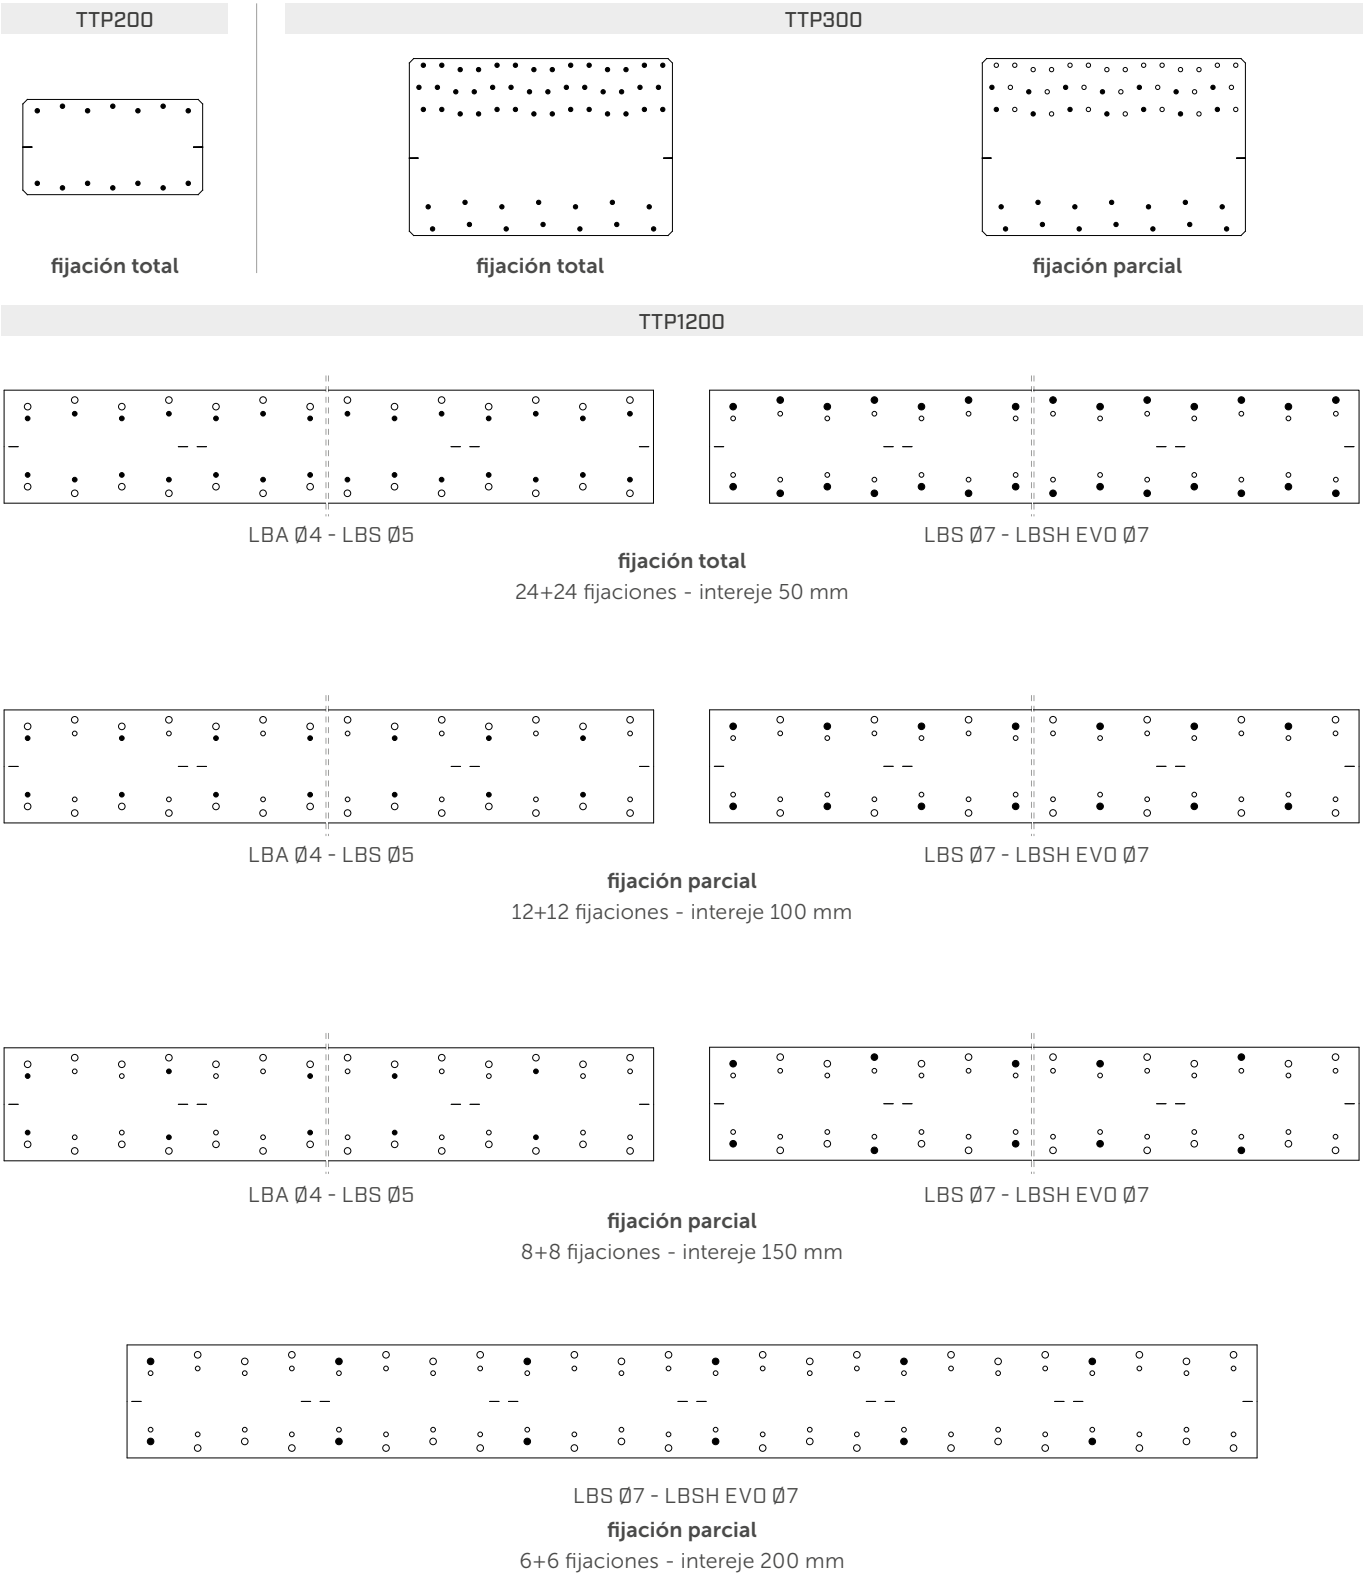 TTP200
TTP300
fijación total
fijación total
fijación parcial
TTP1200
LBA Ø4 - LBS Ø5
LBS Ø7 - LBSH EVO Ø7
fijación total
24+24 fijaciones - intereje 50 mm
LBA Ø4 - LBS Ø5
LBS Ø7 - LBSH EVO Ø7
fijación parcial
12+12 fijaciones - intereje 100 mm
LBA Ø4 - LBS Ø5
LBS Ø7 - LBSH EVO Ø7
fijación parcial
8+8 fijaciones - intereje 150 mm
LBS Ø7 - LBSH EVO Ø7
fijación parcial
6+6 fijaciones - intereje 200 mm